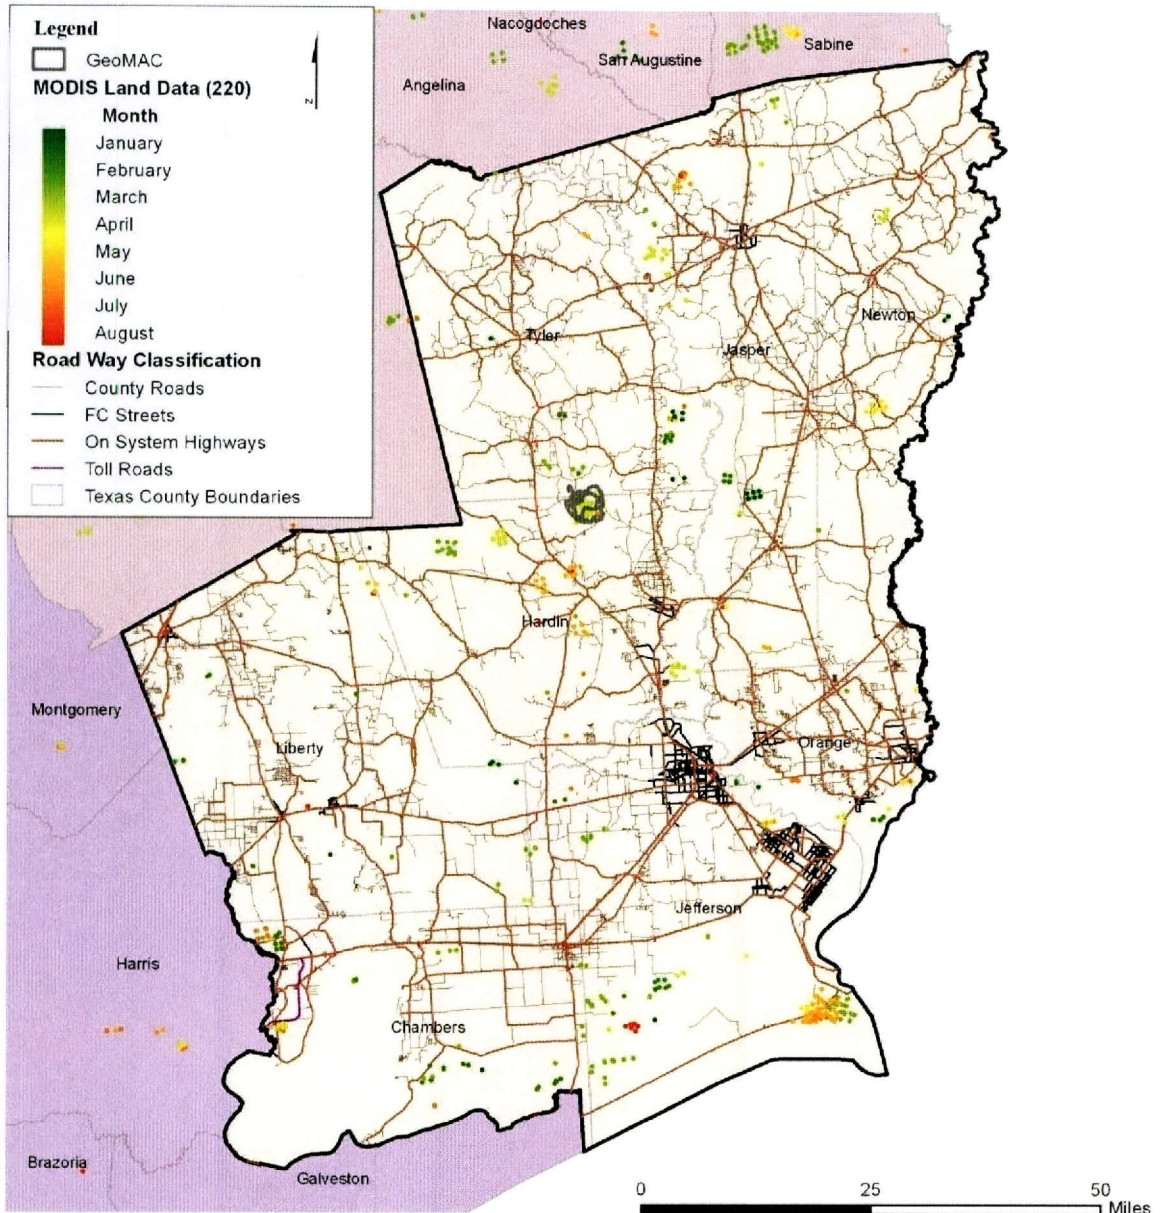 Legend
GeoMAC
MODIS Land Data (220)
Month
January
February
March
April
May
June
July
August
Road Way Classification
County Roads
FC Streets
On System Highways
Toll Roads
Texas County Boundaries
z
Nacogdoches
San Augustine
Sabine
Angelina
Newton
Tyler
Jasper
Hardin
Montgomery
Liberty
Orange
Jefferson
Harris
Chambers
Brazoria
Galveston
0 25 50
Miles